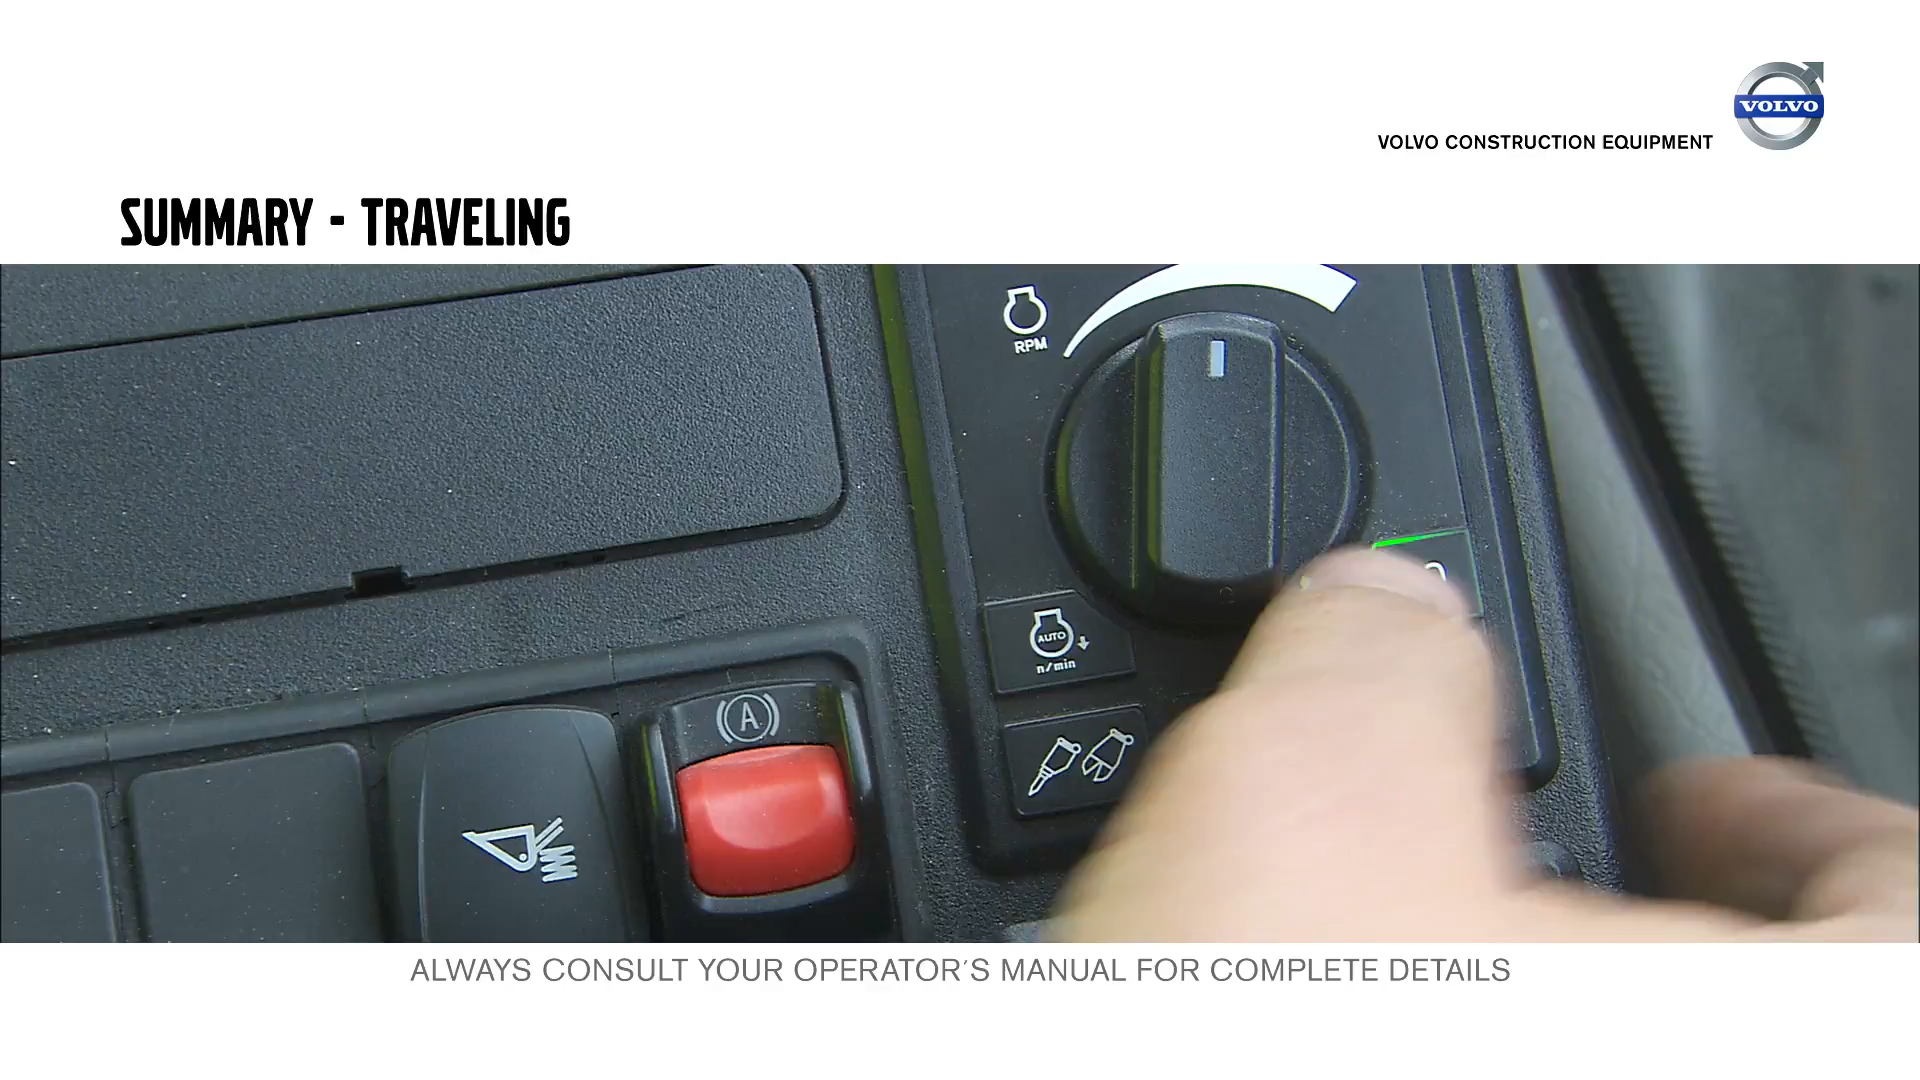 VOLVO
VOLVO CONSTRUCTION EQUIPMENT
SUMMARY - TRAVELING
RPM
AUTO
n/min
A
ALWAYS CONSULT YOUR OPERATOR´S MANUAL FOR COMPLETE DETAILS